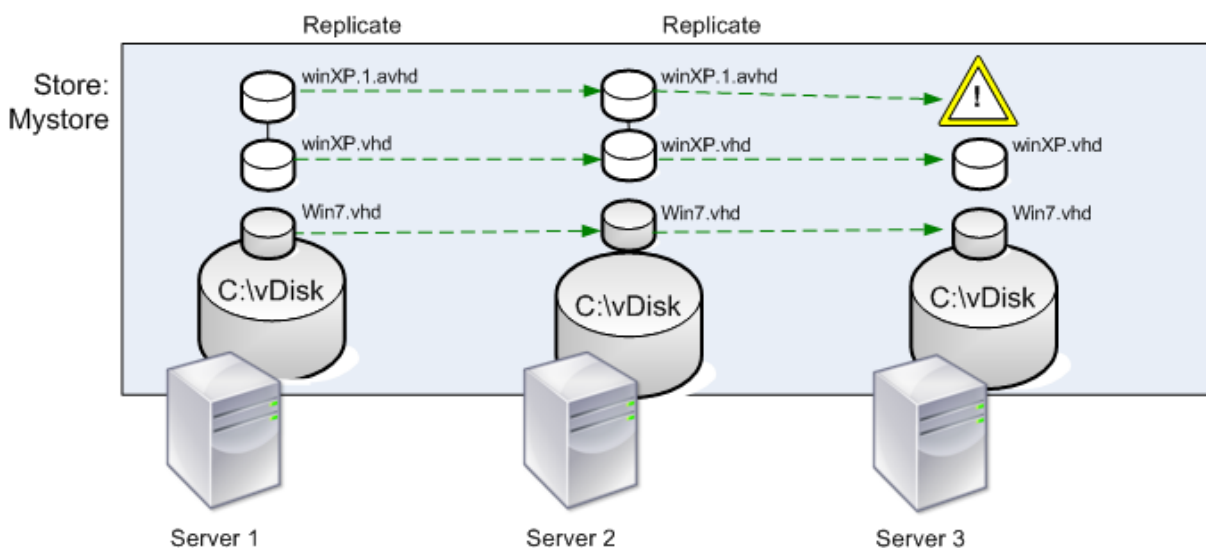 Replicate
Replicate
Store:
Mystore
winXP.1.avhd
winXP.1.avhd
!
winXP.vhd
winXP.vhd
winXP.vhd
Win7.vhd
Win7.vhd
Win7.vhd
C:\vDisk
C:\vDisk
C:\vDisk
Server 1
Server 2
Server 3